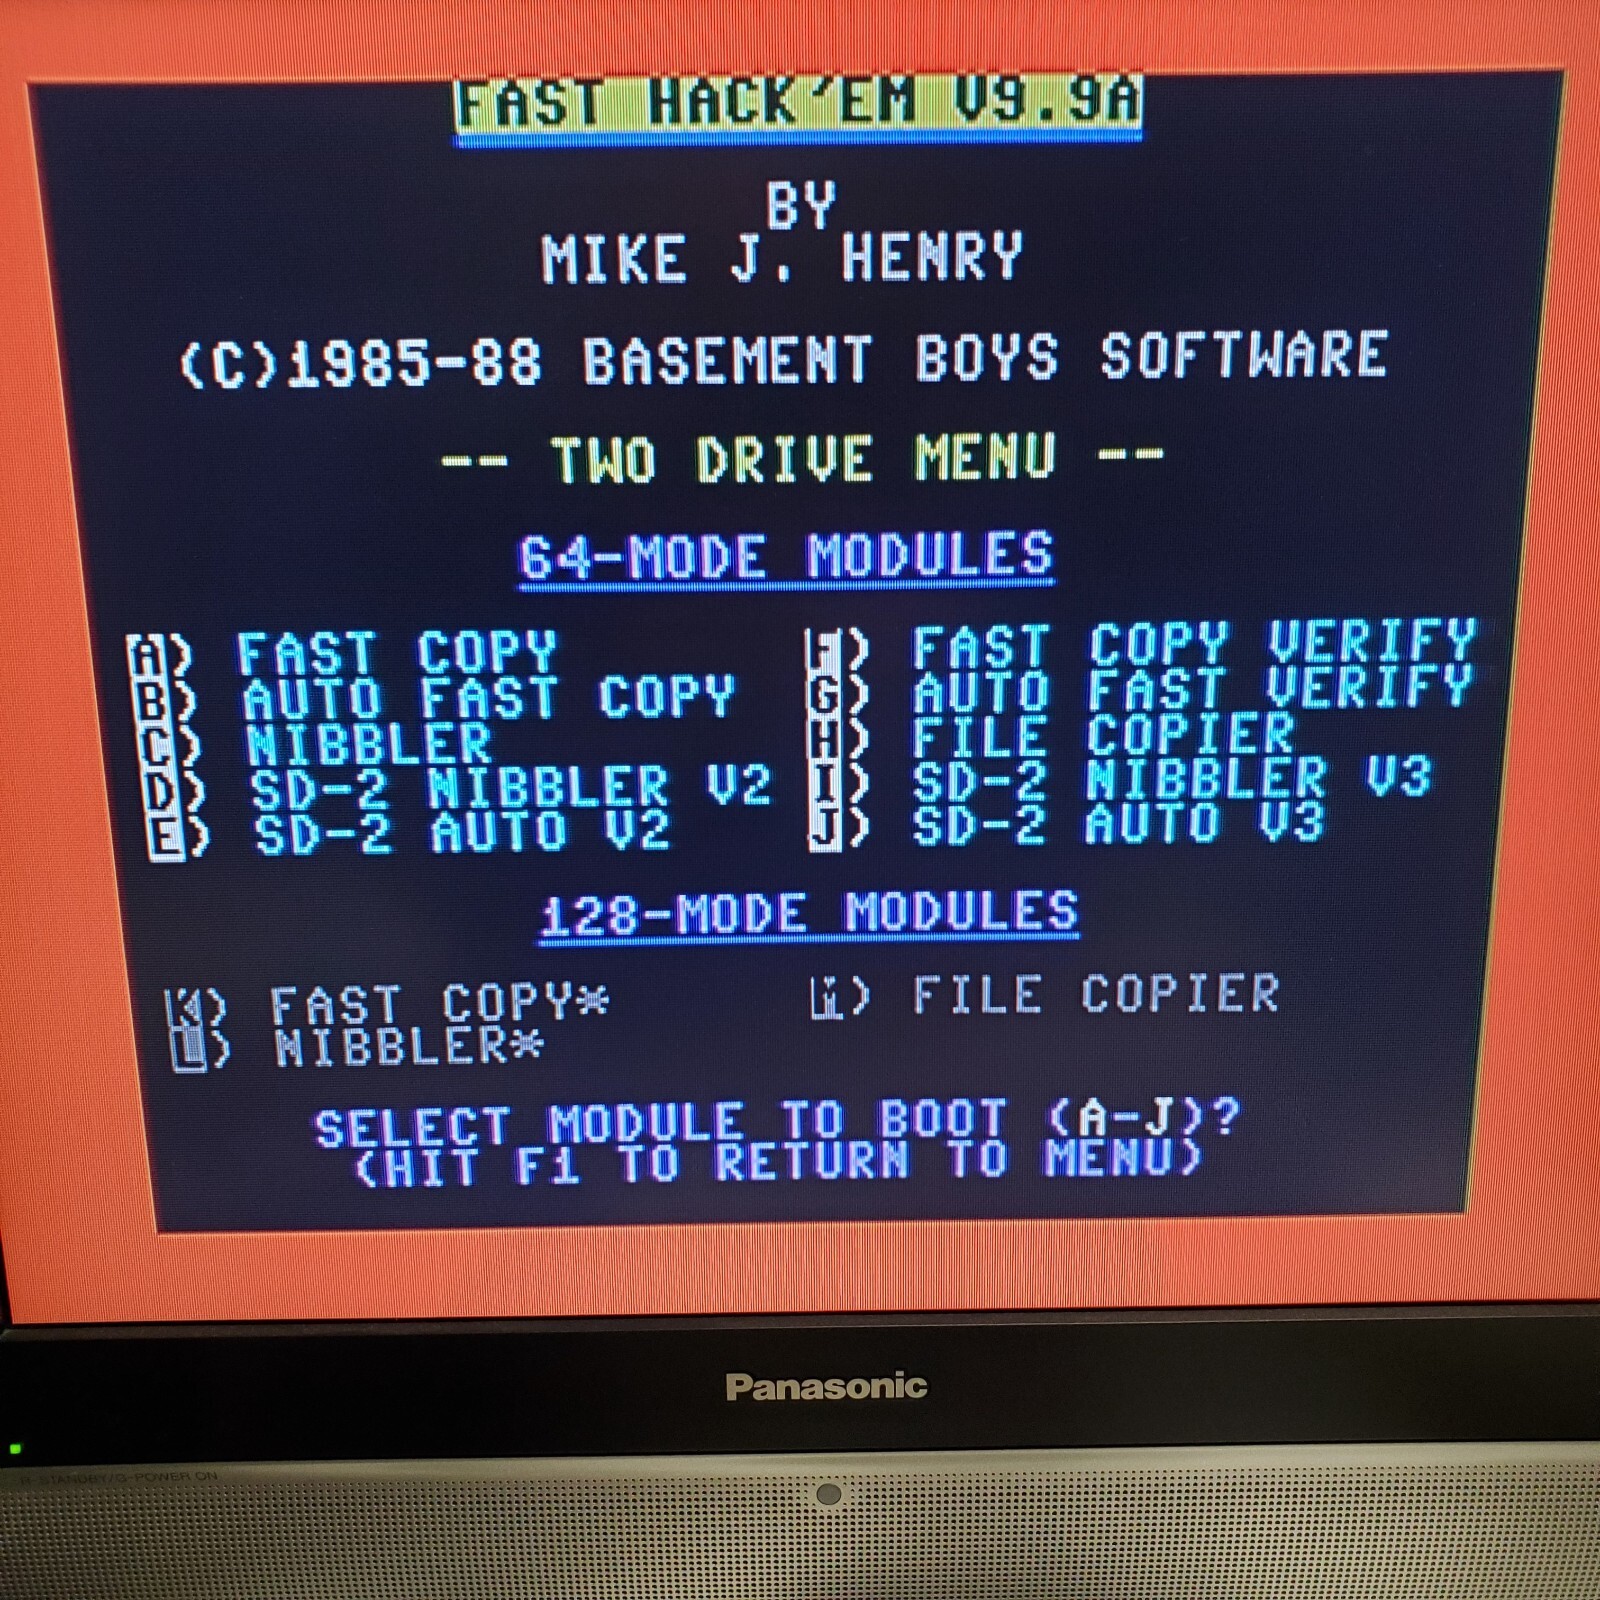 FAST HACK'EM V9.9A
BY
MIKE J. HENRY
(C)1985-88 BASEMENT BOYS SOFTWARE
-- TWO DRIVE MENU --
64-MODE MODULES
A) FAST COPY F) FAST COPY VERIFY
B) AUTO FAST COPY G) AUTO FAST VERIFY
C) NIBBLER H) FILE COPIER
D) SD-2 NIBBLER V2 I) SD-2 NIBBLER V3
E) SD-2 AUTO V2 J) SD-2 AUTO V3
128-MODE MODULES
K) FAST COPY* FILE COPIER
L) NIBBLER*
SELECT MODULE TO BOOT (A-J)?
(HIT F1 TO RETURN TO MENU)
Panasonic
R-STANDBY/G-POWER ON